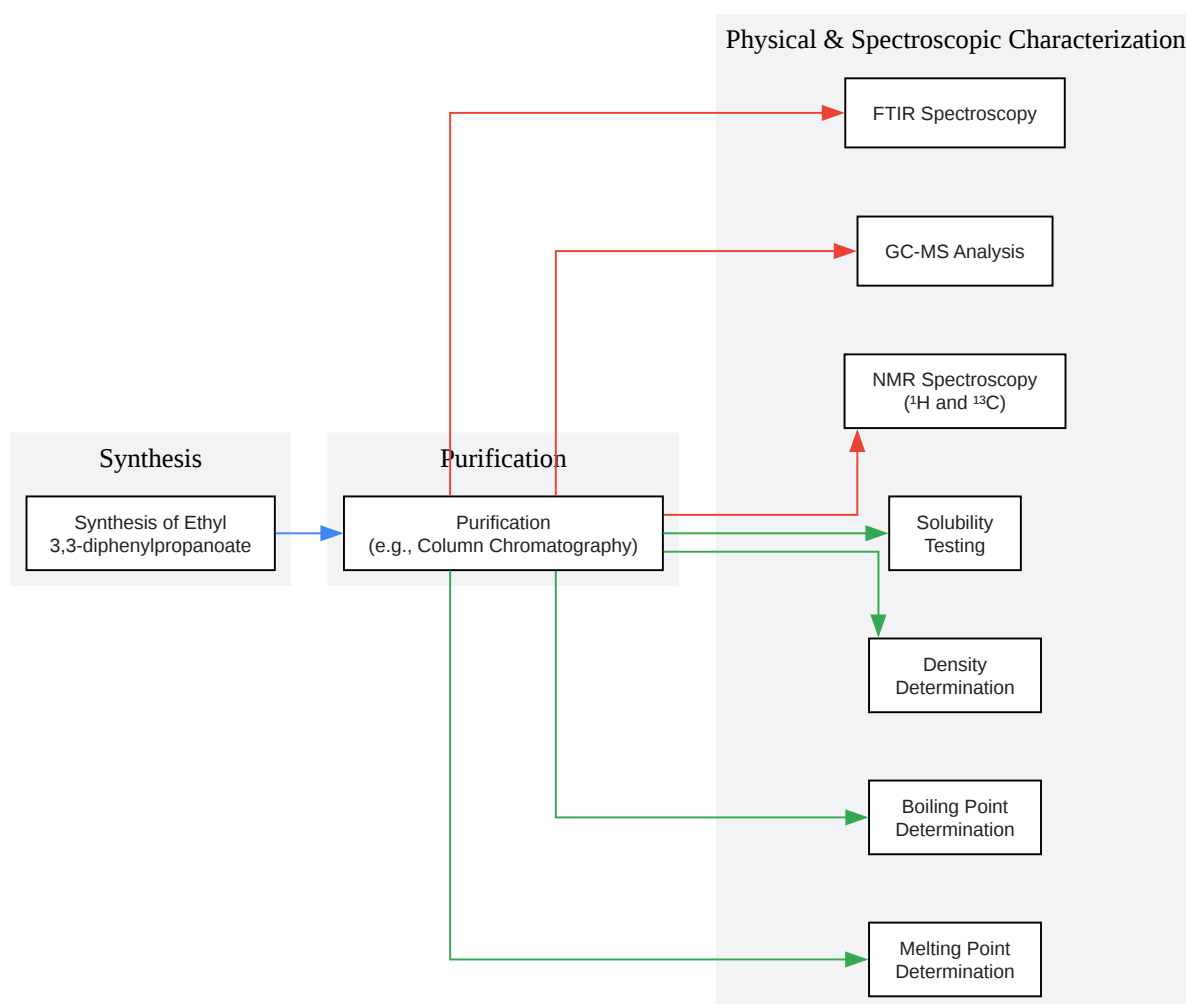 Physical & Spectroscopic Characterization
FTIR Spectroscopy
GC-MS Analysis
NMR Spectroscopy
(¹H and ¹³C)
Synthesis
Purification
Synthesis of Ethyl
3,3-diphenylpropanoate
Purification
(e.g., Column Chromatography)
Solubility
Testing
Density
Determination
Boiling Point
Determination
Melting Point
Determination